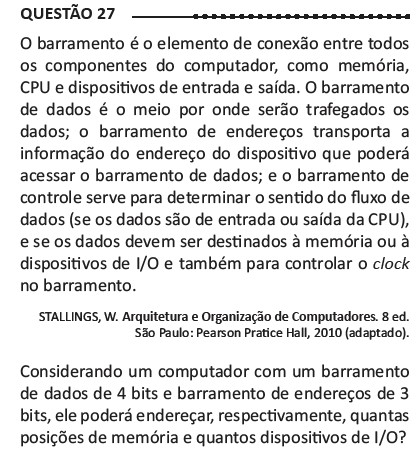 QUESTÃO 27
O barramento é o elemento de conexão entre todos
os componentes do computador, como memória,
CPU e dispositivos de entrada e saída. O barramento
de dados é o meio por onde serão trafegados os
dados; o barramento de endereços transporta a
informação do endereço do dispositivo que poderá
acessar o barramento de dados; e o barramento de
controle serve para determinar o sentido do fluxo de
dados (se os dados são de entrada ou saída da CPU),
e se os dados devem ser destinados à memória ou à
dispositivos de I/O e também para controlar o clock
no barramento.
STALLINGS, W. Arquitetura e Organização de Computadores. 8 ed.
São Paulo: Pearson Pratice Hall, 2010 (adaptado).
Considerando um computador com um barramento
de dados de 4 bits e barramento de endereços de 3
bits, ele poderá endereçar, respectivamente, quantas
posições de memória e quantos dispositivos de I/O?